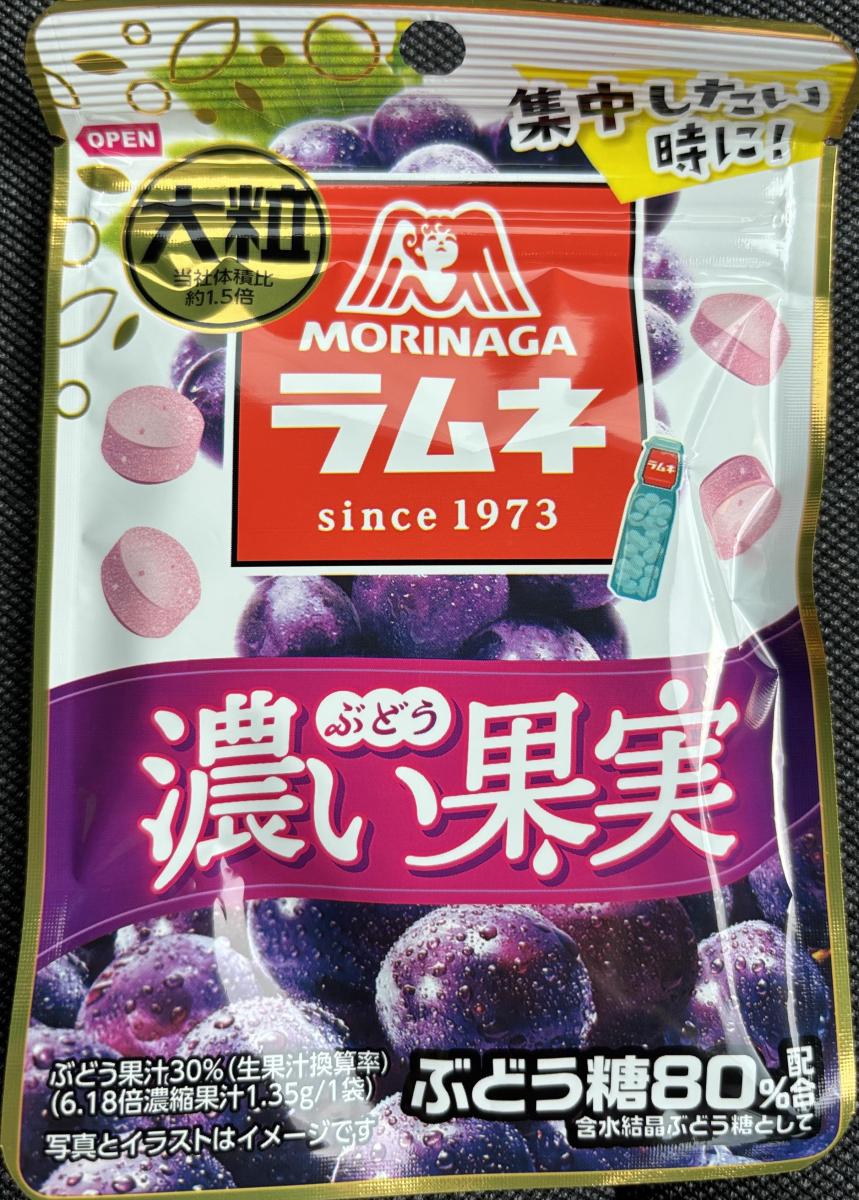 集中したい
時に!
OPEN
大粒
当社体積比
約1.5倍
MORINAGA
ラムネ
since 1973
ラムネ
ぶどう
濃い果実
ぶどう果汁30%(生果汁換算率)
(6.18倍濃縮果汁1.35g/1袋)
写真とイラストはイメージです
ぶどう糖80%配合
含水結晶ぶどう糖として